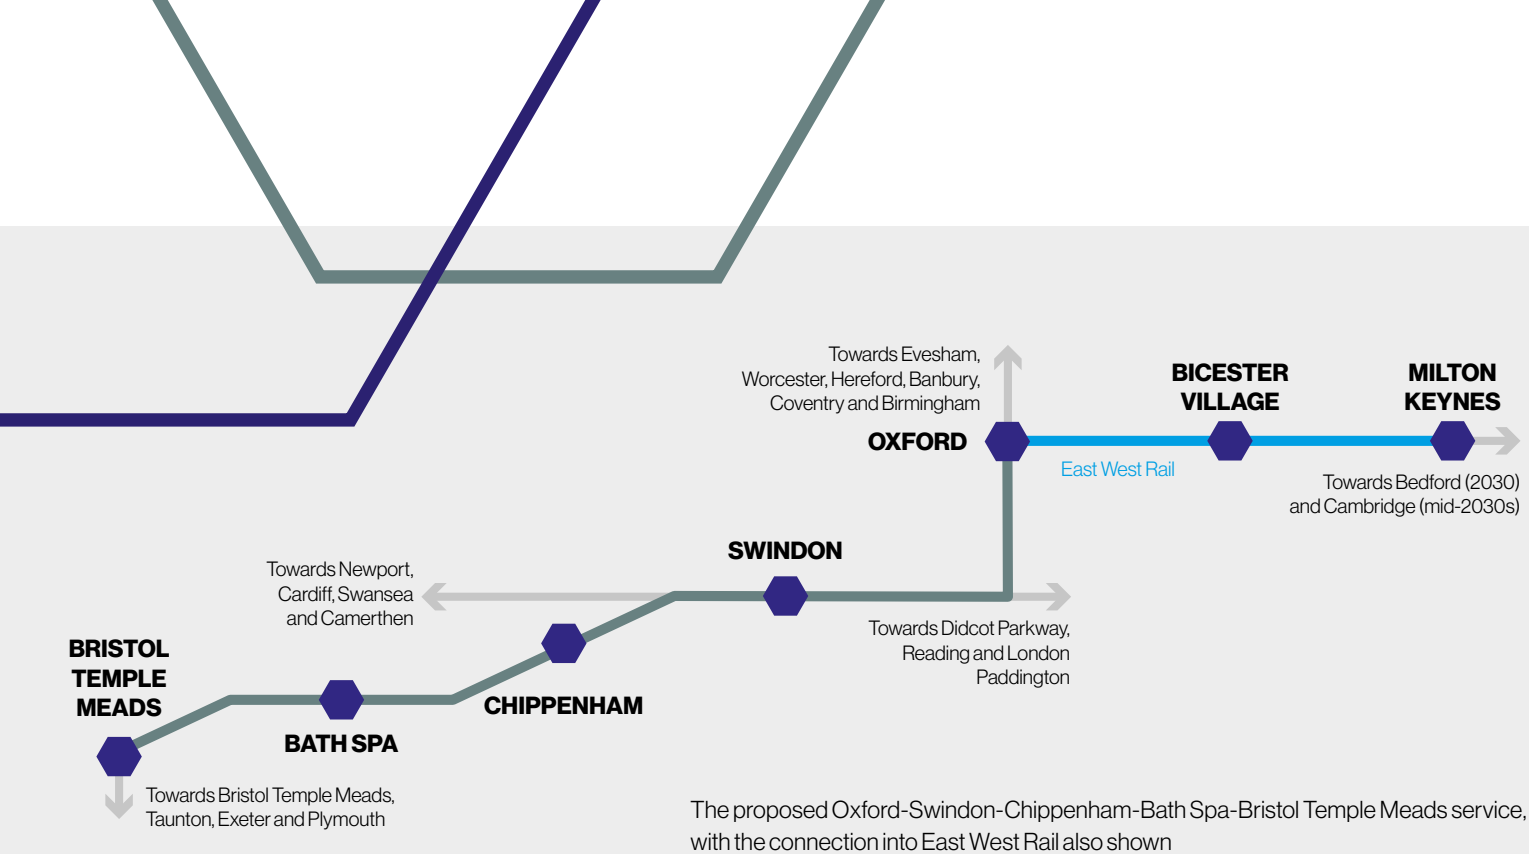 Towards Evesham,
Worcester, Hereford, Banbury,
Coventry and Birmingham
OXFORD
BICESTER
VILLAGE
MILTON
KEYNES
East West Rail
Towards Bedford (2030)
and Cambridge (mid-2030s)
SWINDON
Towards Newport,
Cardiff, Swansea
and Camerthen
Towards Didcot Parkway,
Reading and London
Paddington
BRISTOL
TEMPLE
MEADS
CHIPPENHAM
BATH SPA
Towards Bristol Temple Meads,
Taunton, Exeter and Plymouth
The proposed Oxford-Swindon-Chippenham-Bath Spa-Bristol Temple Meads service,
with the connection into East West Rail also shown